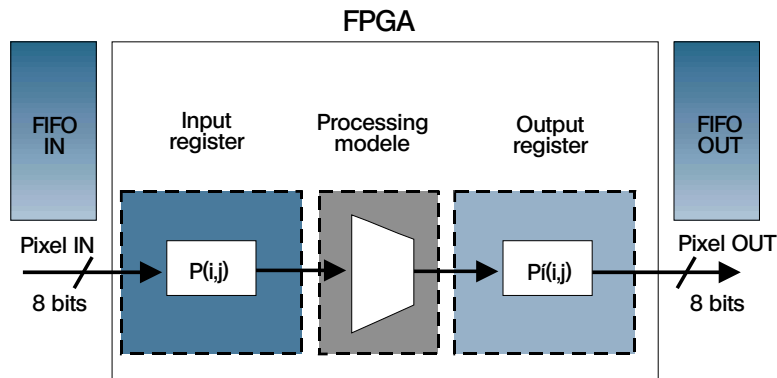 FPGA
FIFO
IN
Input
register
Processing
modele
Output
register
FIFO
OUT
Pixel IN
8 bits
P(i,j)
Pí(i,j)
Pixel OUT
8 bits